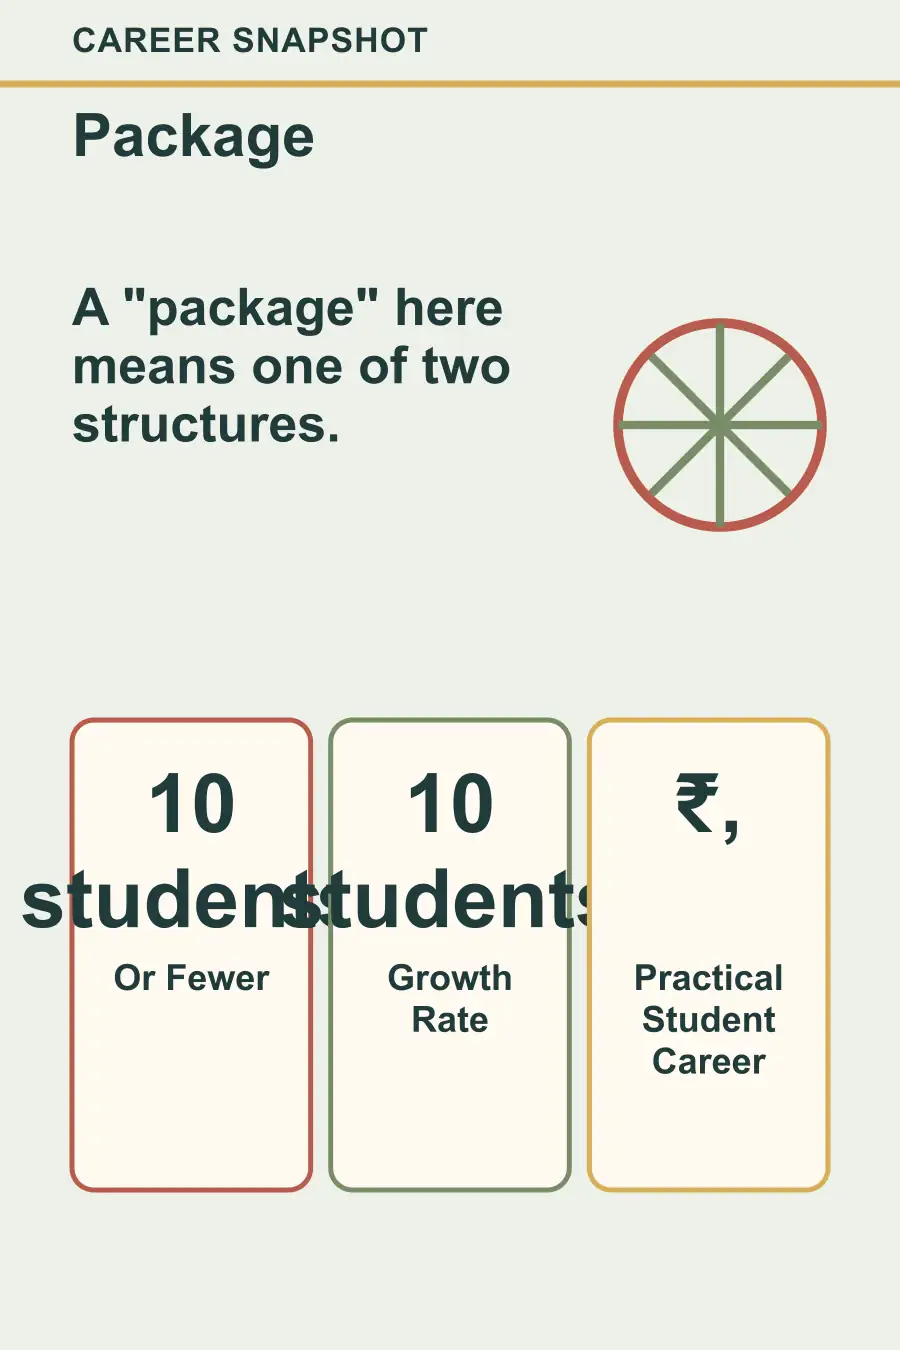 CAREER SNAPSHOT
Package
A "package" here
means one of two
structures.
10
students
Or Fewer
10
students
Growth
Rate
₹,
Practical
Student
Career